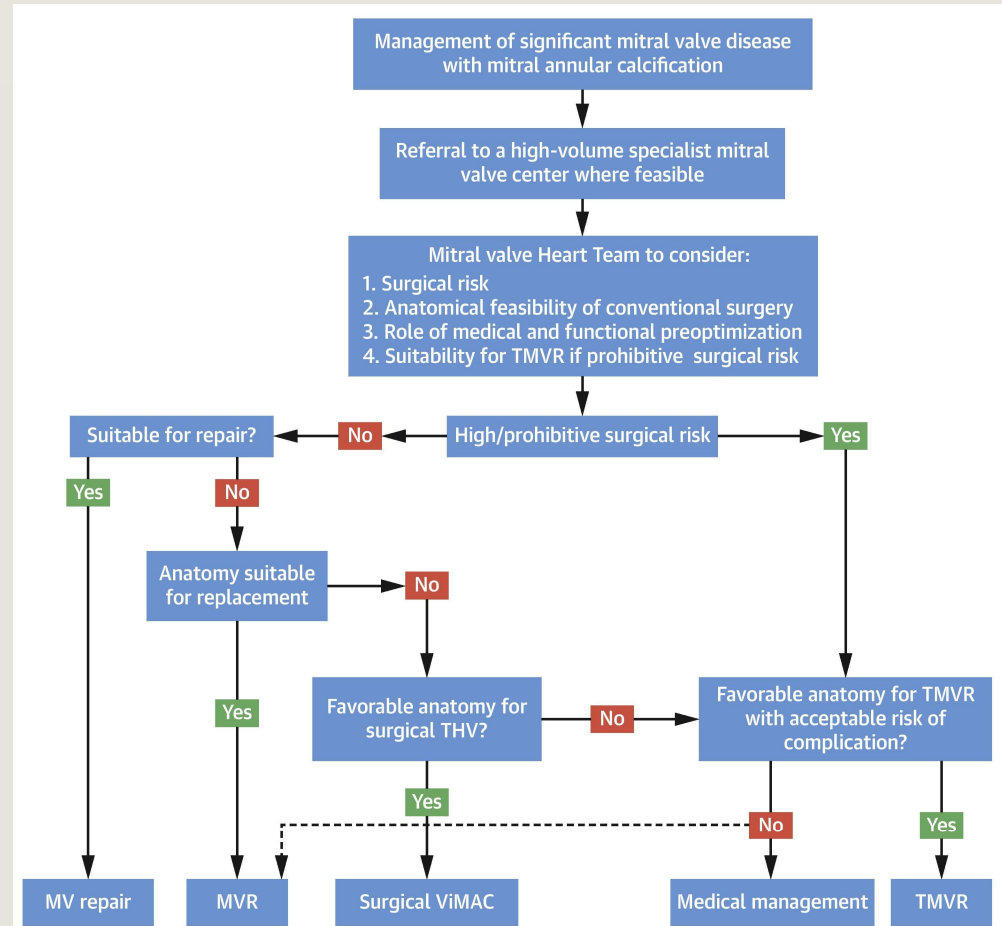 Management of significant mitral valve disease
with mitral annular calcification
Referral to a high-volume specialist mitral
valve center where feasible
Mitral valve Heart Team to consider:
1. Surgical risk
2. Anatomical feasibility of conventional surgery
3. Role of medical and functional preoptimization
4. Suitability for TMVR if prohibitive surgical risk
Suitable for repair?
No
High/prohibitive surgical risk
Yes
Yes
No
Anatomy suitable
for replacement
No
Yes
Favorable anatomy for
surgical THV?
No
Favorable anatomy for TMVR
with acceptable risk of
complication?
Yes
No
Yes
MV repair
MVR
Surgical ViMAC
Medical management
TMVR